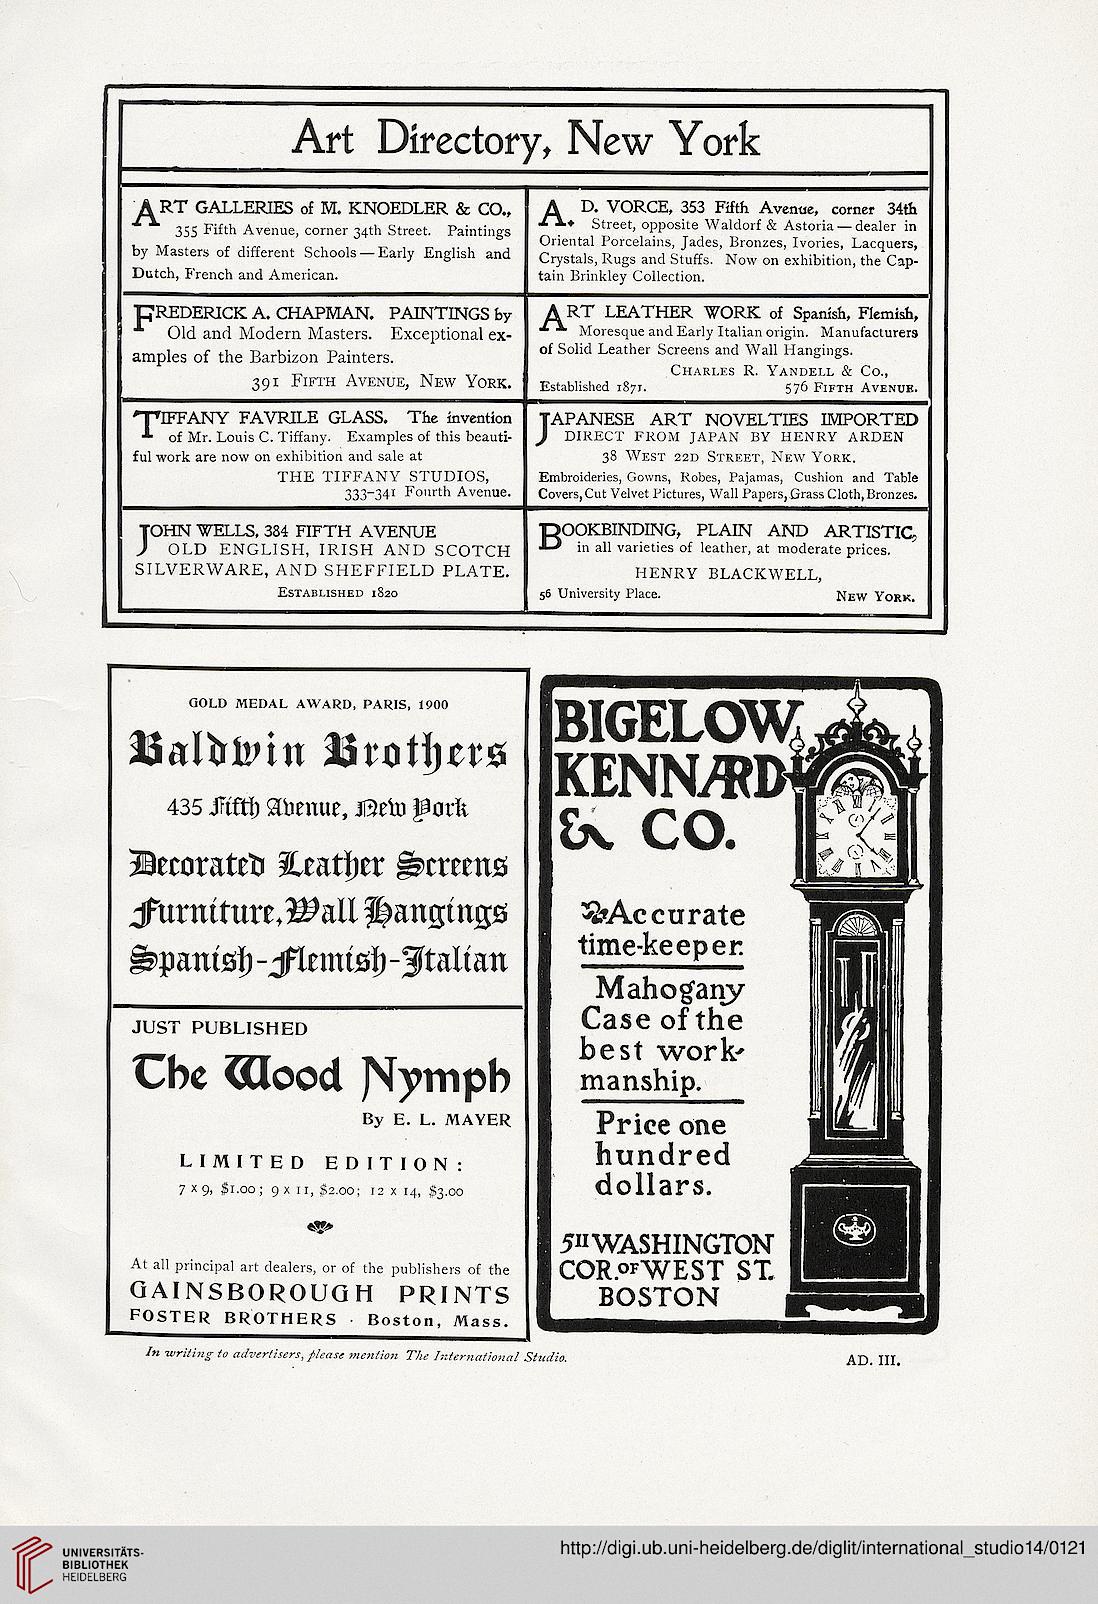 Art Directory, New York
ART GALLERIES of M. KNOEDLER & CO.,
355 Fifth Avenue, corner 34th Street. Paintings
by Masters of different Schools — Early English and
Dutch, French and American.
A. D. VORCE, 353 Fifth Avenue, corner 34th
Street, opposite Waldorf & Astoria — dealer in
Oriental Porcelains, Jades, Bronzes, Ivories, Lacquers,
Crystals, Rugs and Stuffs. Now on exhibition, the Cap-
tain Brinkley Collection.
FREDERICK A. CHAPMAN. PAINTINGS by
Old and Modern Masters. Exceptional ex-
amples of the Barbizon Painters.
391 FIFTH AVENUE, NEW YORK.
ART LEATHER WORK of Spanish, Flemish,
Moresque and Early Italian origin. Manufacturers
of Solid Leather Screens and Wall Hangings.
CHARLES R. YANDELL & CO.,
Established 1871. 576 FIFTH AVENUE.
TIFFANY FAVRILE GLASS. The invention
of Mr. Louis C. Tiffany. Examples of this beauti-
ful work are now on exhibition and sale at
THE TIFFANY STUDIOS,
333-341 Fourth Avenue.
JAPANESE ART NOVELTIES IMPORTED
DIRECT FROM JAPAN BY HENRY ARDEN
38 WEST 22D STREET, NEW YORK.
Embroideries, Gowns, Robes, Pajamas, Cushion and Table
Covers, Cut Velvet Pictures, Wall Papers, Grass Cloth, Bronzes.
JOHN WELLS, 384 FIFTH AVENUE
OLD ENGLISH, IRISH AND SCOTCH
SILVERWARE, AND SHEFFIELD PLATE.
ESTABLISHED 1820
BOOKBINDING, PLAIN AND ARTISTIC,
in all varieties of leather, at moderate prices.
HENRY BLACKWELL,
56 University Place. NEW YORK.
GOLD MEDAL AWARD, PARIS, 1900
Baldwin Brothers
435 Fifth Avenue, New York
Decorated Leather Screens
Furniture, Wall Hangings
Spanish-Flemish-Italian
JUST PUBLISHED
The Wood Nymph
By E. L. MAYER
LIMITED EDITION:
7 x 9, $1.00; 9 x 11, $2.00; 12 x 14, $3.00
At all principal art dealers, or of the publishers of the
GAINSBOROUGH PRINTS
FOSTER BROTHERS · Boston, Mass.
BIGELOW
KENNARD
& CO.
Accurate
time-keeper.
Mahogany
Case of the
best work-
manship.
Price one
hundred
dollars.
511 WASHINGTON
COR. OF WEST ST.
BOSTON
In writing to advertisers, please mention The International Studio.
AD. III.
UNIVERSITÄTS-
BIBLIOTHEK
HEIDELBERG
http://digi.ub.uni-heidelberg.de/diglit/international_studio14/0121